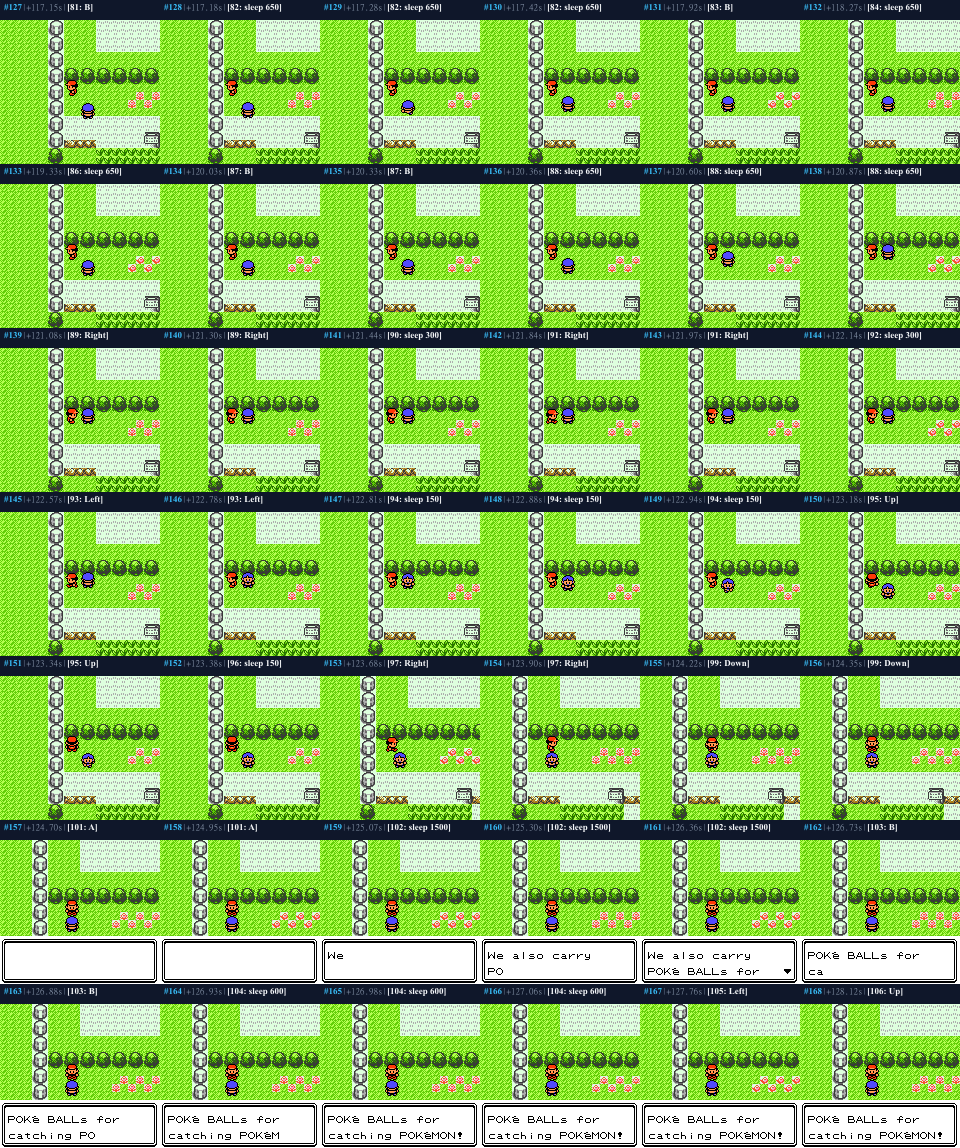 #127|+117.15s|[81: B]
#128|+117.18s|[82: sleep 650]
#129|+117.28s|[82: sleep 650]
#130|+117.42s|[82: sleep 650]
#131|+117.92s|[83: B]
#132|+118.27s|[84: sleep 650]
#133|+119.33s|[86: sleep 650]
#134|+120.03s|[87: B]
#135|+120.33s|[87: B]
#136|+120.36s|[88: sleep 650]
#137|+120.60s|[88: sleep 650]
#138|+120.87s|[88: sleep 650]
#139|+121.08s|[89: Right]
#140|+121.30s|[89: Right]
#141|+121.44s|[90: sleep 300]
#142|+121.84s|[91: Right]
#143|+121.97s|[91: Right]
#144|+122.14s|[92: sleep 300]
#145|+122.57s|[93: Left]
#146|+122.78s|[93: Left]
#147|+122.81s|[94: sleep 150]
#148|+122.88s|[94: sleep 150]
#149|+122.94s|[94: sleep 150]
#150|+123.18s|[95: Up]
#151|+123.34s|[95: Up]
#152|+123.38s|[96: sleep 150]
#153|+123.68s|[97: Right]
#154|+123.90s|[97: Right]
#155|+124.22s|[99: Down]
#156|+124.35s|[99: Down]
#157|+124.70s|[101: A]
#158|+124.95s|[101: A]
#159|+125.07s|[102: sleep 1500]
#160|+125.30s|[102: sleep 1500]
#161|+126.36s|[102: sleep 1500]
#162|+126.73s|[103: B]
We
We also carry
PO
We also carry
POKé BALLs for
POKé BALLs for
ca
#163|+126.88s|[103: B]
#164|+126.93s|[104: sleep 600]
#165|+126.98s|[104: sleep 600]
#166|+127.06s|[104: sleep 600]
#167|+127.76s|[105: Left]
#168|+128.12s|[106: Up]
POKé BALLs for
catching PO
POKé BALLs for
catching POKéM
POKé BALLs for
catching POKéMON!
POKé BALLs for
catching POKéMON!
POKé BALLs for
catching POKéMON!
POKé BALLs for
catching POKéMON!